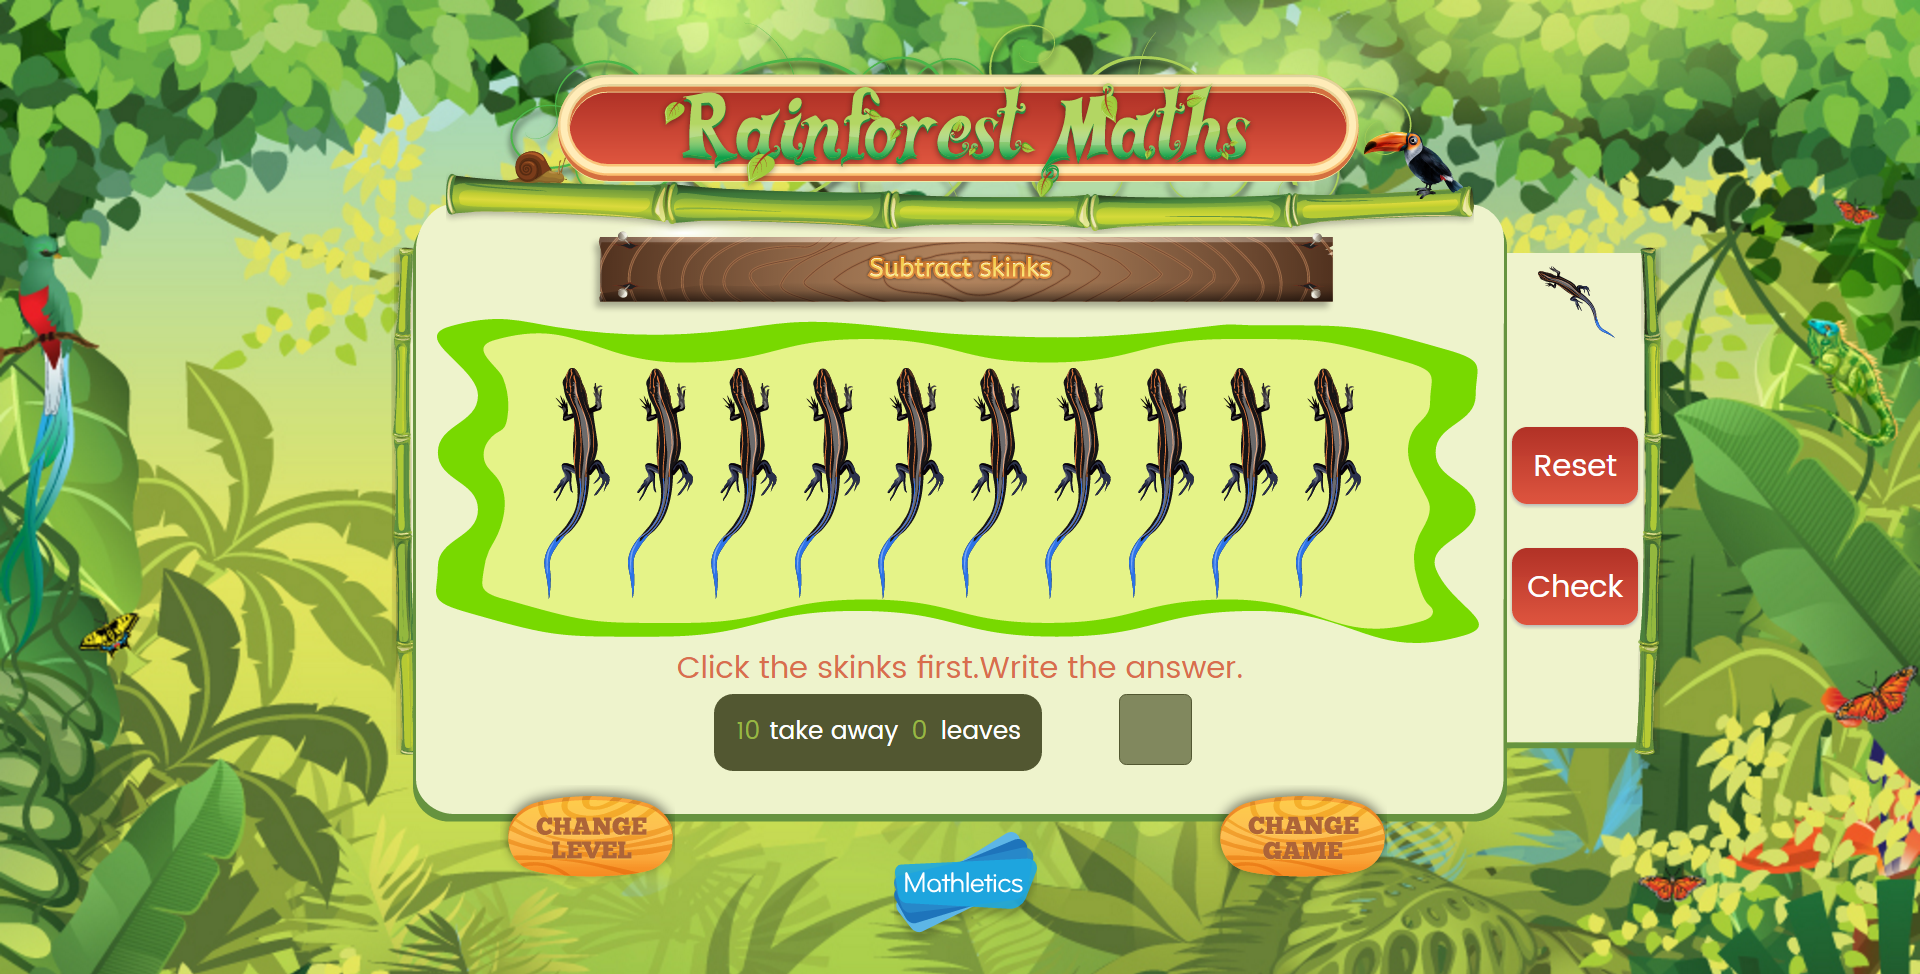 Rainforest Maths
Subtract skinks
Reset
Check
Click the skinks first.Write the answer.
10 take away 0 leaves
CHANGE
LEVEL
CHANGE
GAME
Mathletics